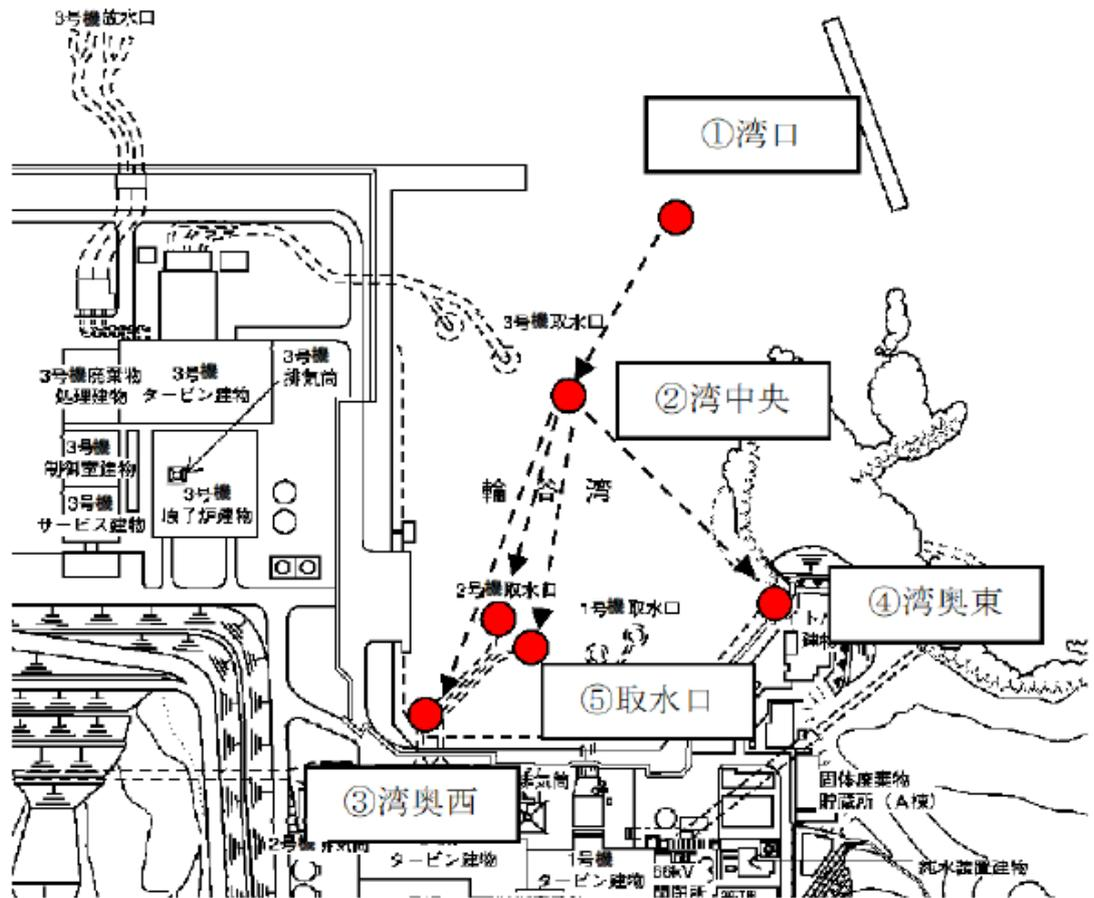 3号機放水口
①湾口
3号機取水口
3号機
排気筒
3号機廃棄物
処理建物
3号機
タービン建物
②湾中央
3号機
制御室建物
3号機
サービス建物
3号機
原子炉建物
輪谷湾
2号機取水口
1号機取水口
④湾奥東
建物
⑤取水口
③湾奥西
排気筒
固体廃棄物
貯蔵所(A棟)
2号機排気筒
タービン建物
1号機
タービン建物
66kV
開閉所
純水装置建物